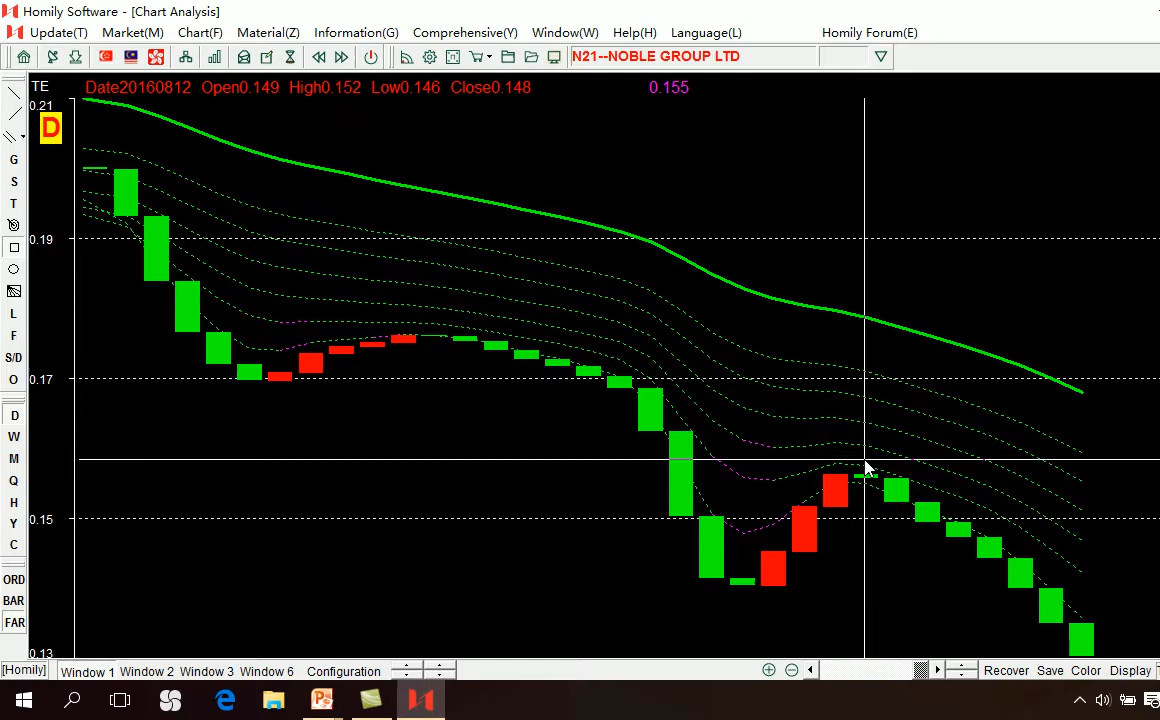 Homily Software - [Chart Analysis]
Update(T) Market(M) Chart(F) Material(Z) Information(G) Comprehensive(Y) Window(W) Help(H) Language(L) Homily Forum(E)
N21--NOBLE GROUP LTD
TE Date20160812 Open0.149 High0.152 Low0.146 Close0.148 0.155
0.21
D
G
S
T
0.19
L
F
S/D
0.17
O
D
W
M
Q
H
0.15
Y
C
ORD
BAR
FAR
0.13
[Homily] Window 1 Window 2 Window 3 Window 6 Configuration Recover Save Color Display